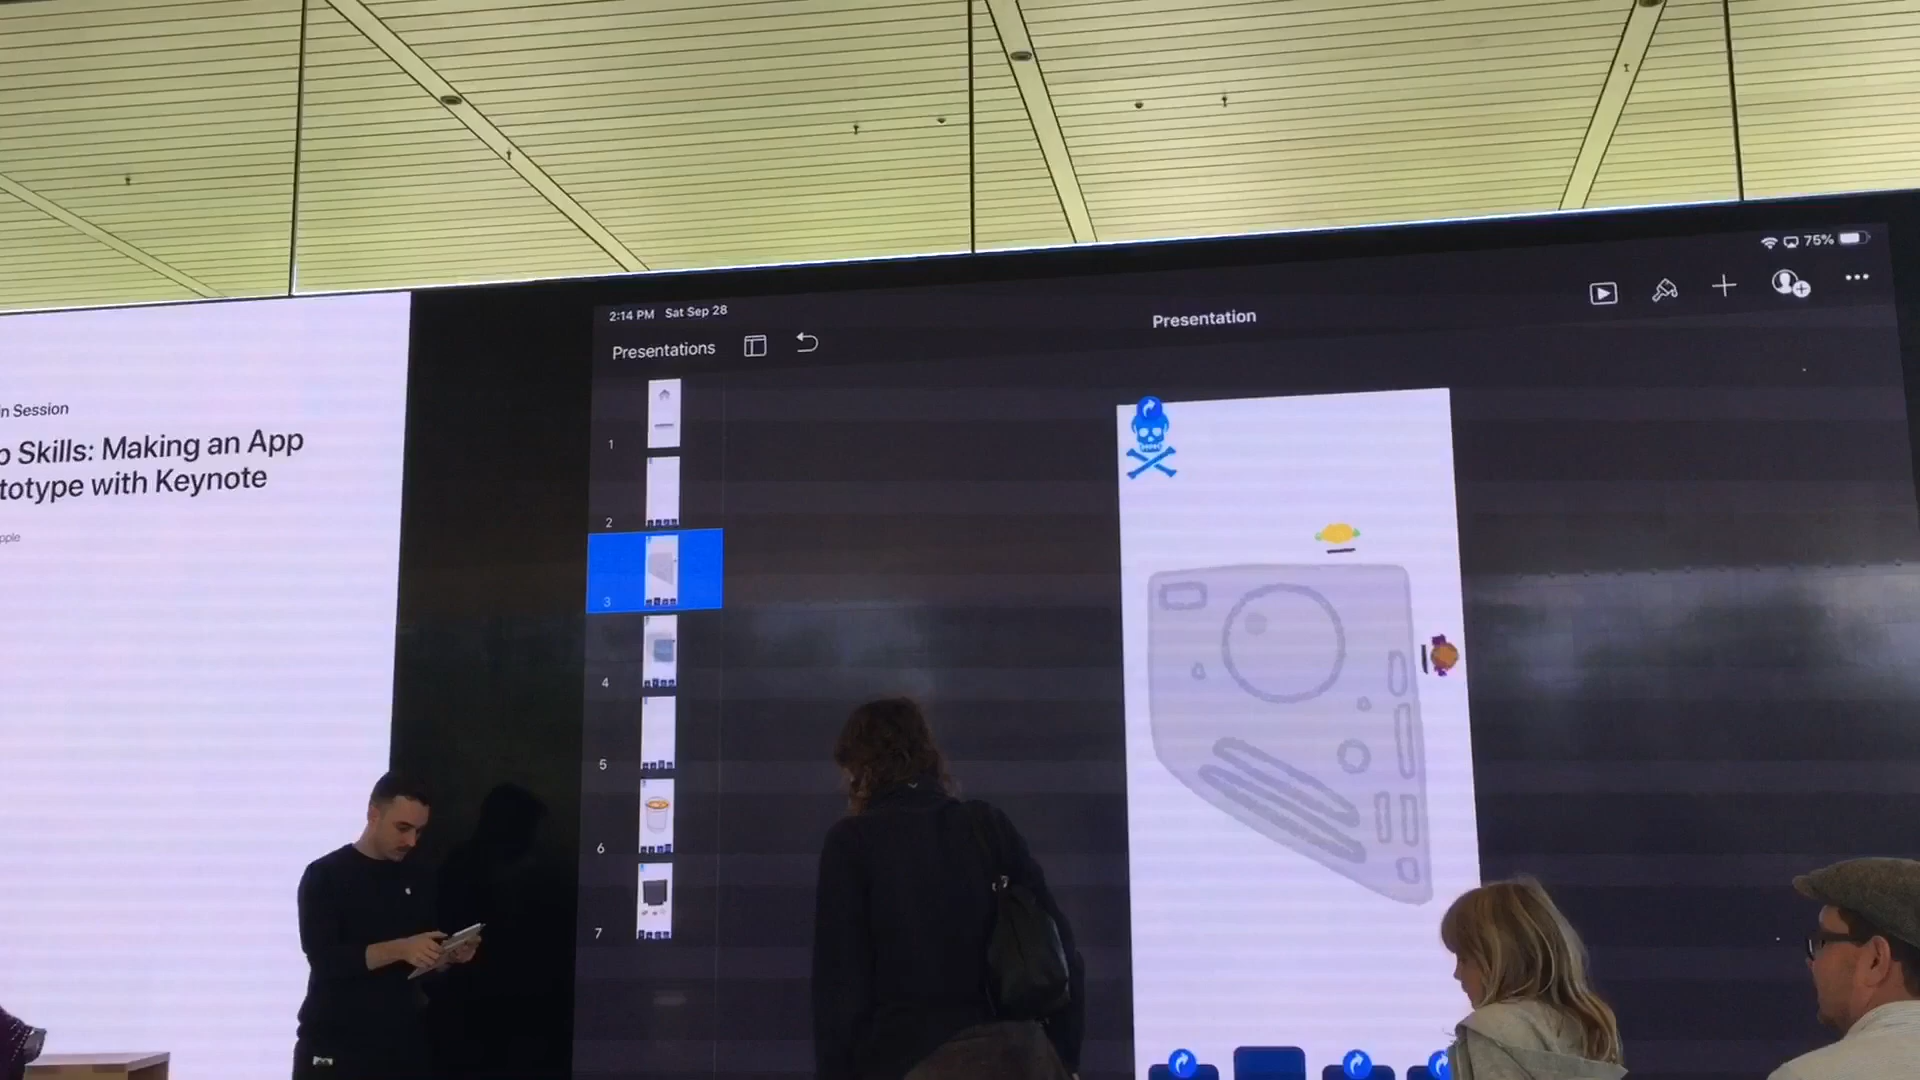 n Session
Skills: Making an App
totype with Keynote
pple
2:14 PM Sat Sep 28
75%
Presentations
Presentation
1
2
3
4
5
6
7